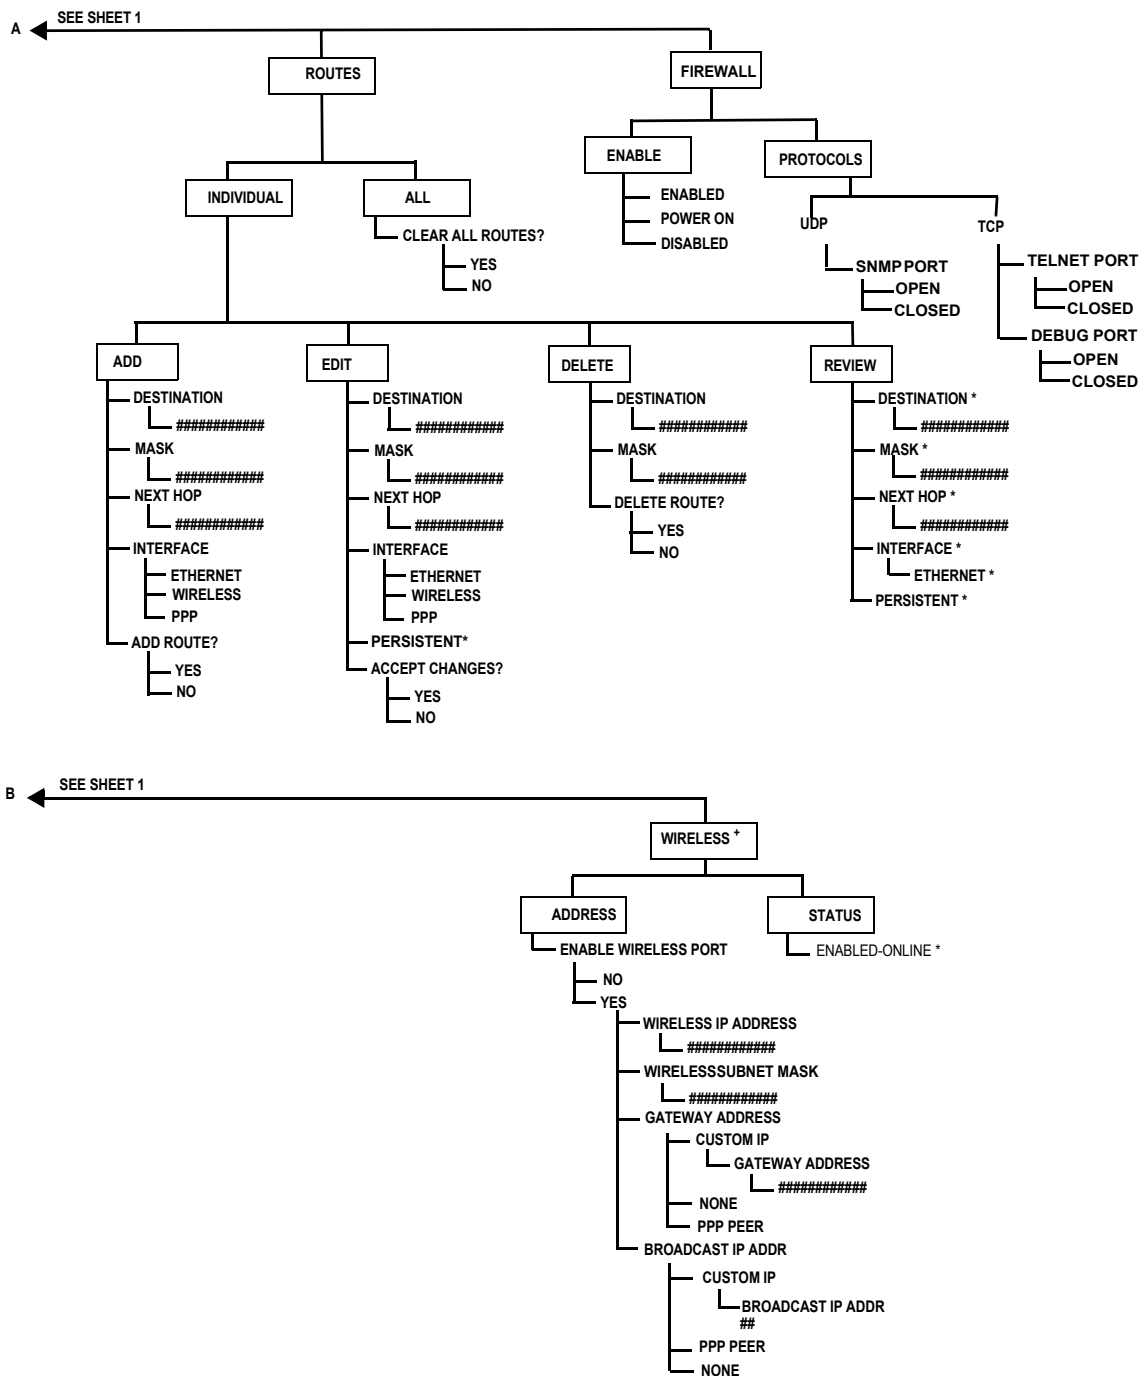 SEE SHEET 1
A
ROUTES
FIREWALL
ENABLE
ENABLED
POWER ON
DISABLED
PROTOCOLS
UDP
SNMP PORT
OPEN
CLOSED
TCP
TELNET PORT
OPEN
CLOSED
DEBUG PORT
OPEN
CLOSED
INDIVIDUAL
ALL
CLEAR ALL ROUTES?
YES
NO
ADD
DESTINATION
############
MASK
############
NEXT HOP
############
INTERFACE
ETHERNET
WIRELESS
PPP
ADD ROUTE?
YES
NO
EDIT
DESTINATION
############
MASK
############
NEXT HOP
############
INTERFACE
ETHERNET
WIRELESS
PPP
PERSISTENT*
ACCEPT CHANGES?
YES
NO
DELETE
DESTINATION
############
MASK
############
DELETE ROUTE?
YES
NO
REVIEW
DESTINATION *
############
MASK *
############
NEXT HOP *
############
INTERFACE *
ETHERNET *
PERSISTENT *
SEE SHEET 1
B
WIRELESS +
ADDRESS
ENABLE WIRELESS PORT
NO
YES
WIRELESS IP ADDRESS
############
WIRELESSSUBNET MASK
############
GATEWAY ADDRESS
CUSTOM IP
GATEWAY ADDRESS
############
NONE
PPP PEER
BROADCAST IP ADDR
CUSTOM IP
BROADCAST IP ADDR
##
PPP PEER
NONE
STATUS
ENABLED-ONLINE *